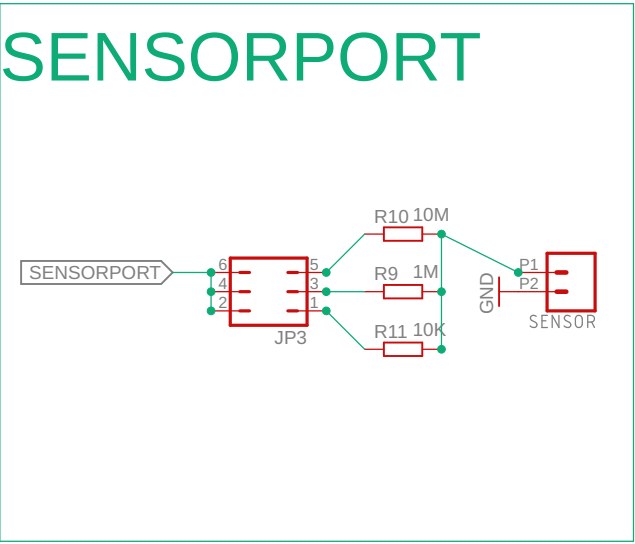 SENSORPORT
R10 10M
SENSORPORT
6 5
4 3
2 1
JP3
R9 1M
R11 10K
GND
P1
P2
SENSOR